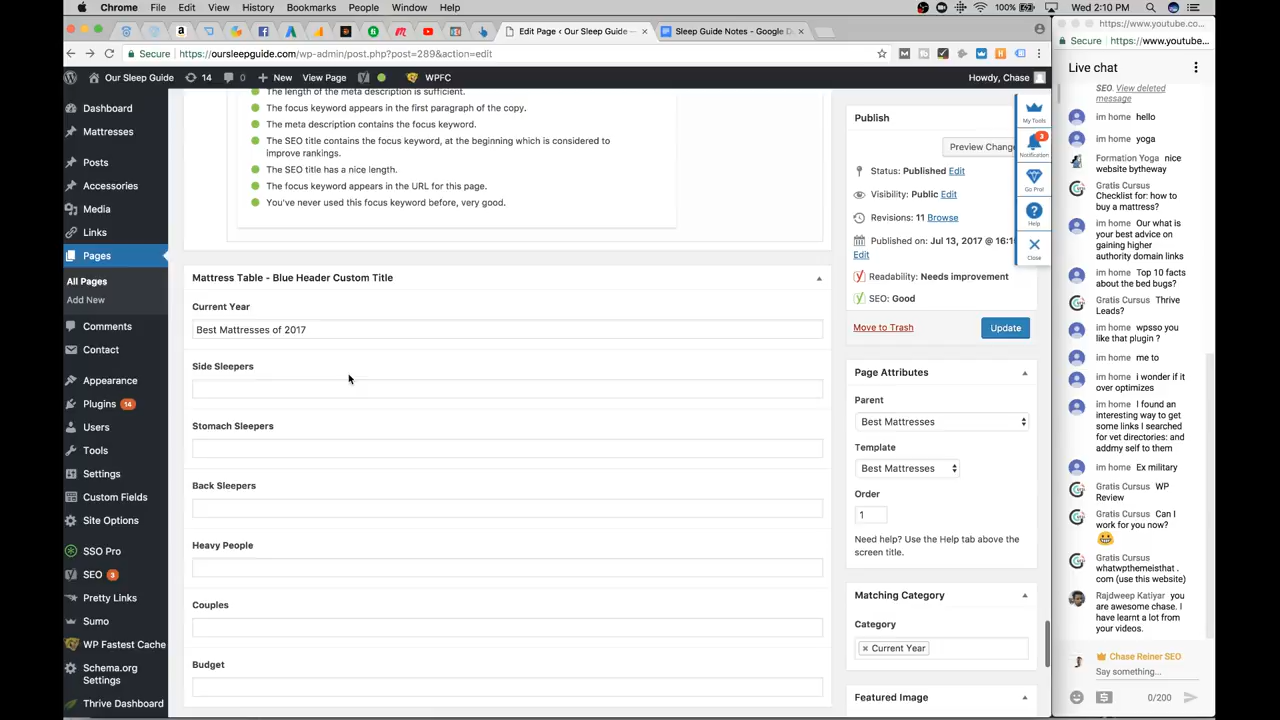 Chrome File Edit View History Bookmarks People Window Help 100% Wed 2:10 PM
Edit Page ‹ Our Sleep Guide — × Sleep Guide Notes - Google D ×
Secure https://oursleepguide.com/wp-admin/post.php?post=289&action=edit
Our Sleep Guide 14 0 New View Page WPFC Howdy, Chase
Dashboard
Mattresses
Posts
Accessories
Media
Links
Pages
All Pages
Add New
Comments
Contact
Appearance
Plugins 14
Users
Tools
Settings
Custom Fields
Site Options
SSO Pro
SEO 3
Pretty Links
Sumo
WP Fastest Cache
Schema.org
Settings
Thrive Dashboard
The length of the meta description is sufficient.
The focus keyword appears in the first paragraph of the copy.
The meta description contains the focus keyword.
The SEO title contains the focus keyword, at the beginning which is considered to
improve rankings.
The SEO title has a nice length.
The focus keyword appears in the URL for this page.
You've never used this focus keyword before, very good.
Mattress Table - Blue Header Custom Title
Current Year
Best Mattresses of 2017
Side Sleepers
Stomach Sleepers
Back Sleepers
Heavy People
Couples
Budget
Publish
Preview Change
Status: Published Edit
Visibility: Public Edit
Revisions: 11 Browse
Published on: Jul 13, 2017 @ 16:1
Edit
Readability: Needs improvement
SEO: Good
Move to Trash Update
Page Attributes
Parent
Best Mattresses
Template
Best Mattresses
Order
1
Need help? Use the Help tab above the
screen title.
Matching Category
Category
× Current Year
Featured Image
My Tools
3
Notification
Go Pro!
Help
Close
https://www.youtube.co...
Secure https://www.youtube...
Live chat
SEO. View deleted
message
im home hello
im home yoga
Formation Yoga nice
website bytheway
Gratis Cursus
Checklist for: how to
buy a mattress?
im home Our what is
your best advice on
gaining higher
authority domain links
im home Top 10 facts
about the bed bugs?
Gratis Cursus Thrive
Leads?
im home wpsso you
like that plugin ?
im home me to
im home i wonder if it
over optimizes
im home I found an
interesting way to get
some links I searched
for vet directories: and
addmy self to them
im home Ex military
Gratis Cursus WP
Review
Gratis Cursus Can I
work for you now?
Gratis Cursus
whatwpthemeisthat .
com (use this website)
Rajdweep Katiyar you
are awesome chase. I
have learnt a lot from
your videos.
Chase Reiner SEO
Say something...
0/200